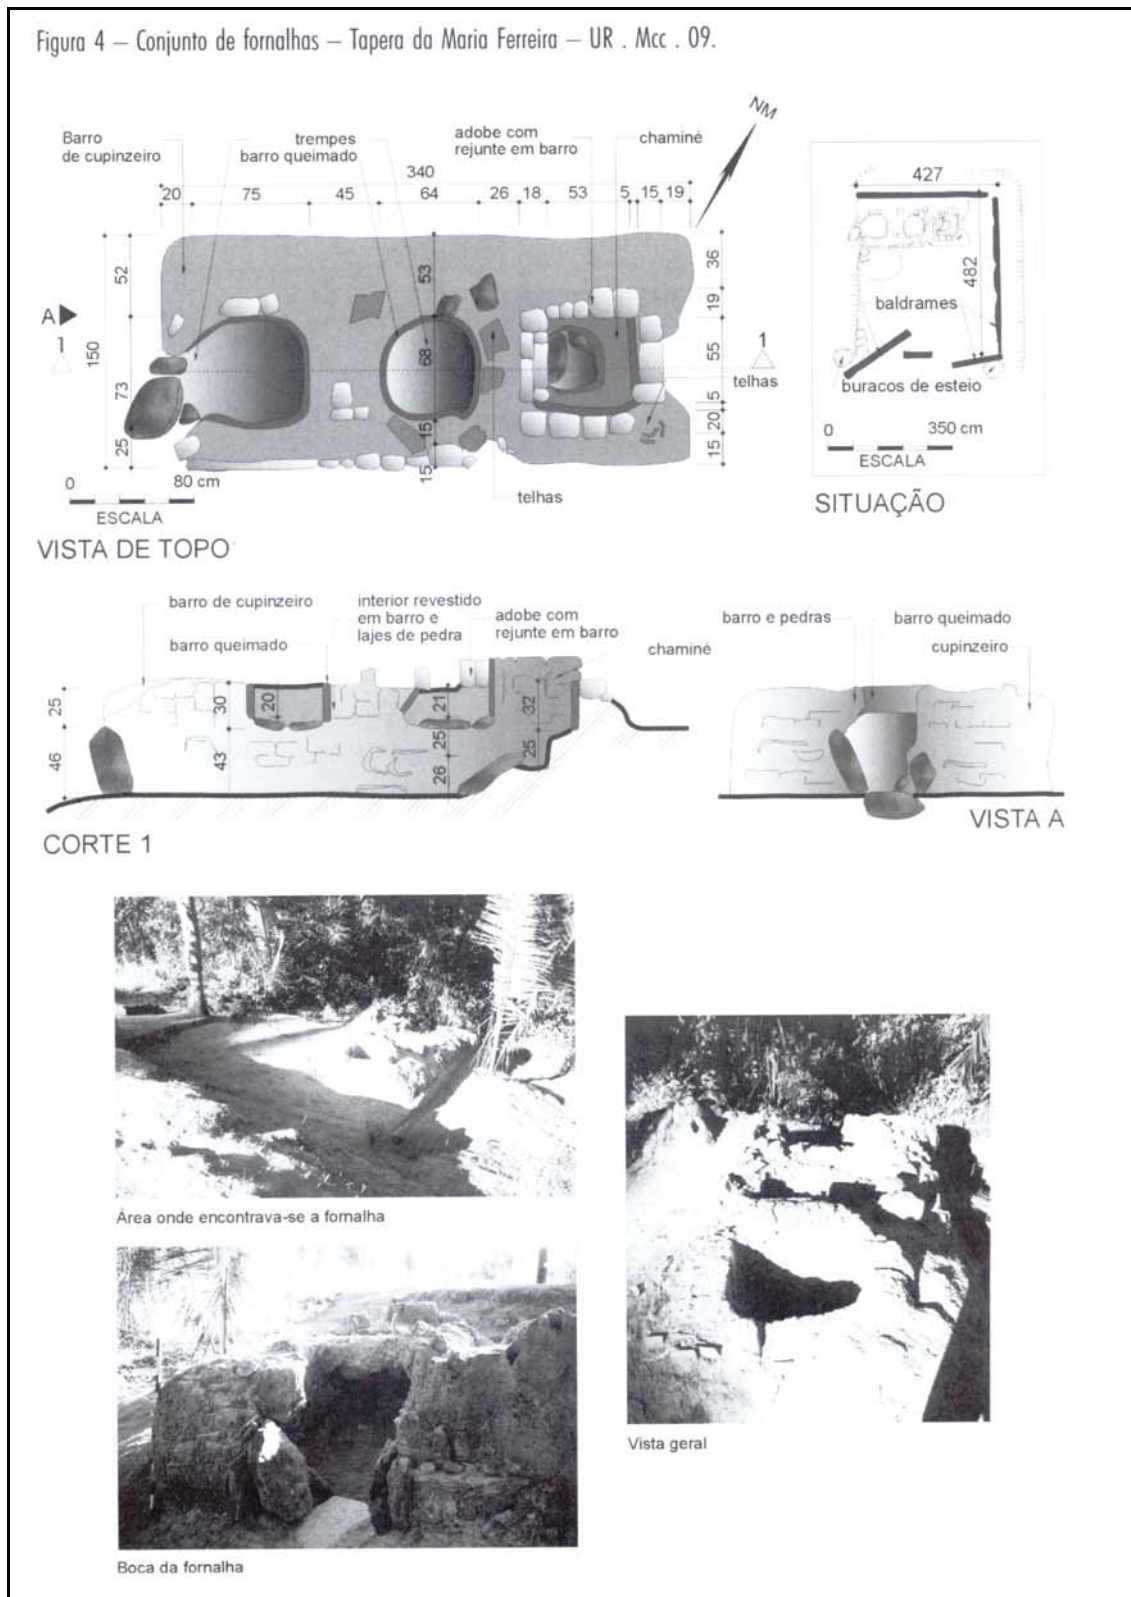 Figura 4 – Conjunto de fornalhas – Tapera da Maria Ferreira – UR . Mcc . 09.
NM
Barro
de cupinzeiro
trempes
barro queimado
adobe com
rejunte em barro
chaminé
340
20
75
45
64
26
18
53
5
15
19
52
150
73
25
53
68
15
15
36
19
55
5
20
15
A
1
1
telhas
telhas
0
80 cm
ESCALA
VISTA DE TOPO
427
482
baldrames
buracos de esteio
0
350 cm
ESCALA
SITUAÇÃO
barro de cupinzeiro
barro queimado
interior revestido
em barro e
lajes de pedra
adobe com
rejunte em barro
chaminé
25
46
30
43
20
21
25
26
32
25
CORTE 1
barro e pedras
barro queimado
cupinzeiro
VISTA A
Área onde encontrava-se a fornalha
Boca da fornalha
Vista geral